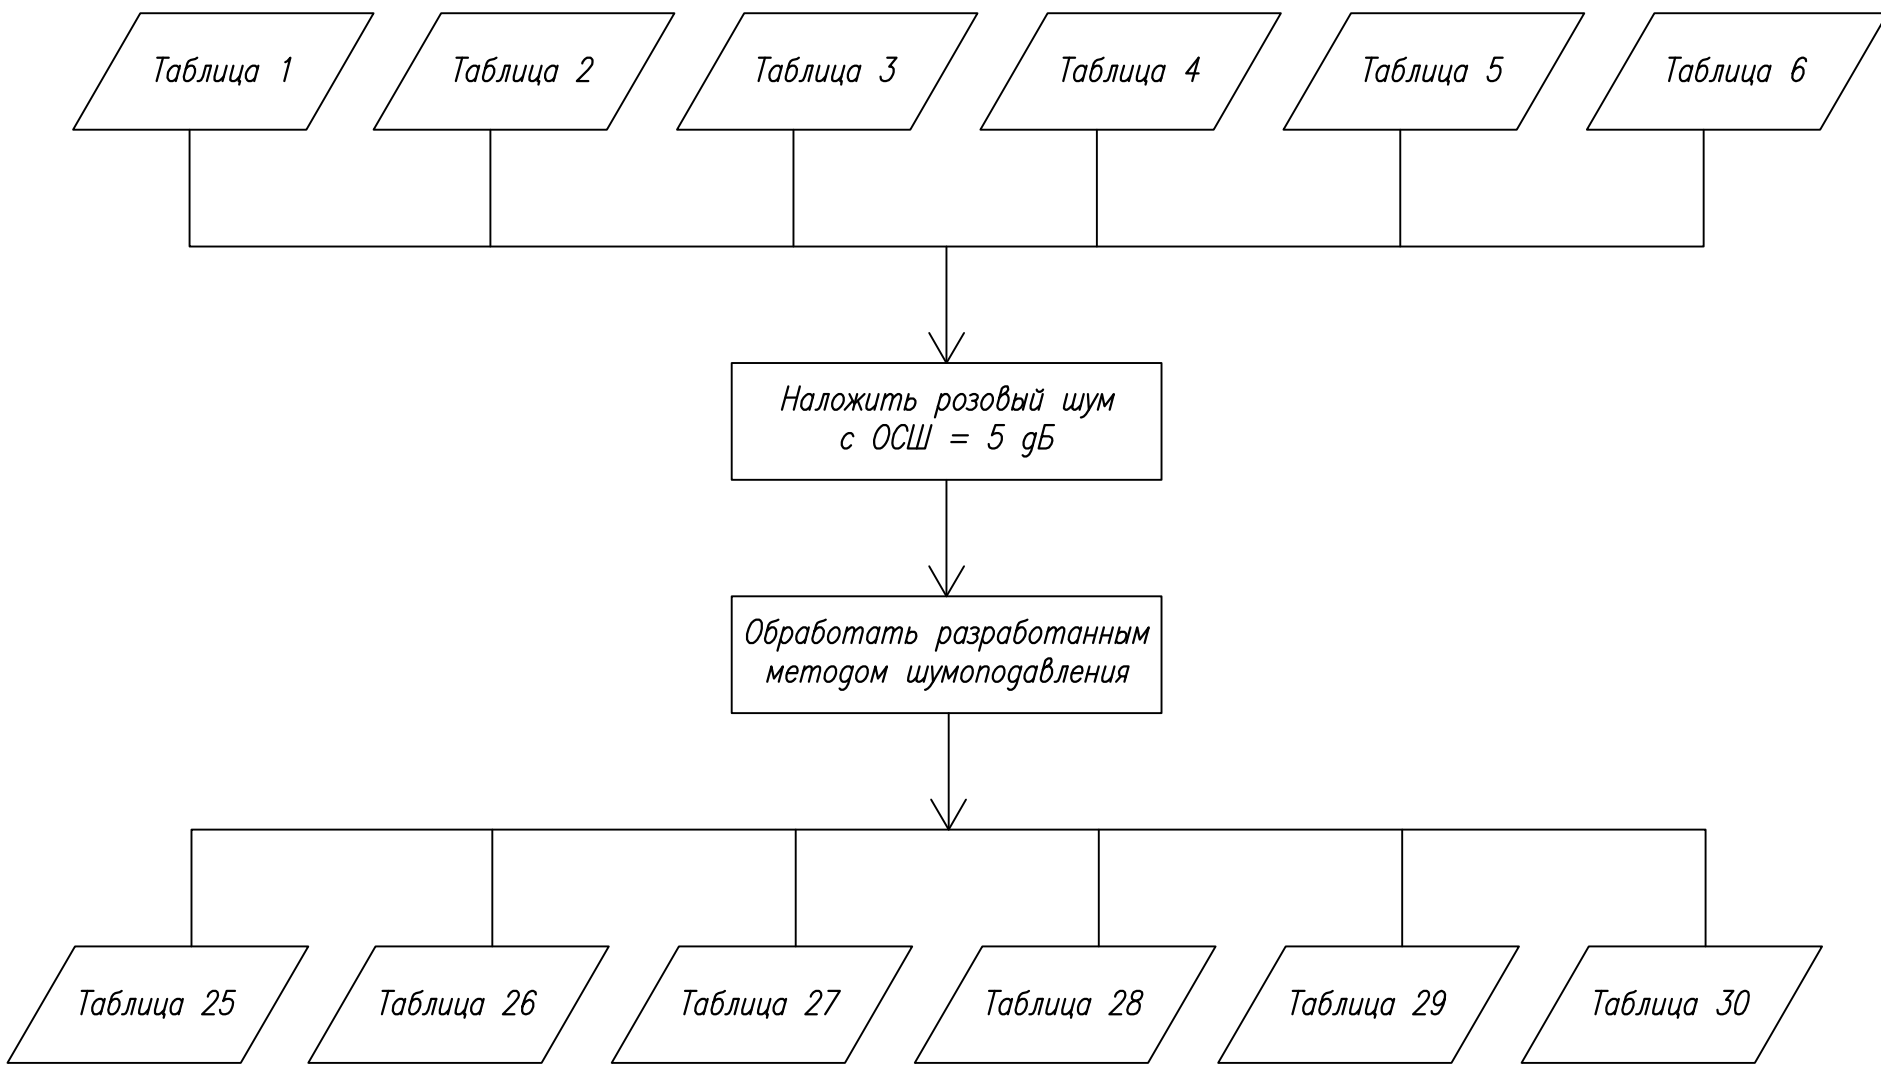 Таблица 1
Таблица 2
Таблица 3
Таблица 4
Таблица 5
Таблица 6
Наложить розовый шум
с ОСШ = 5 дБ
Обработать разработанным
методом шумоподавления
Таблица 25
Таблица 26
Таблица 27
Таблица 28
Таблица 29
Таблица 30